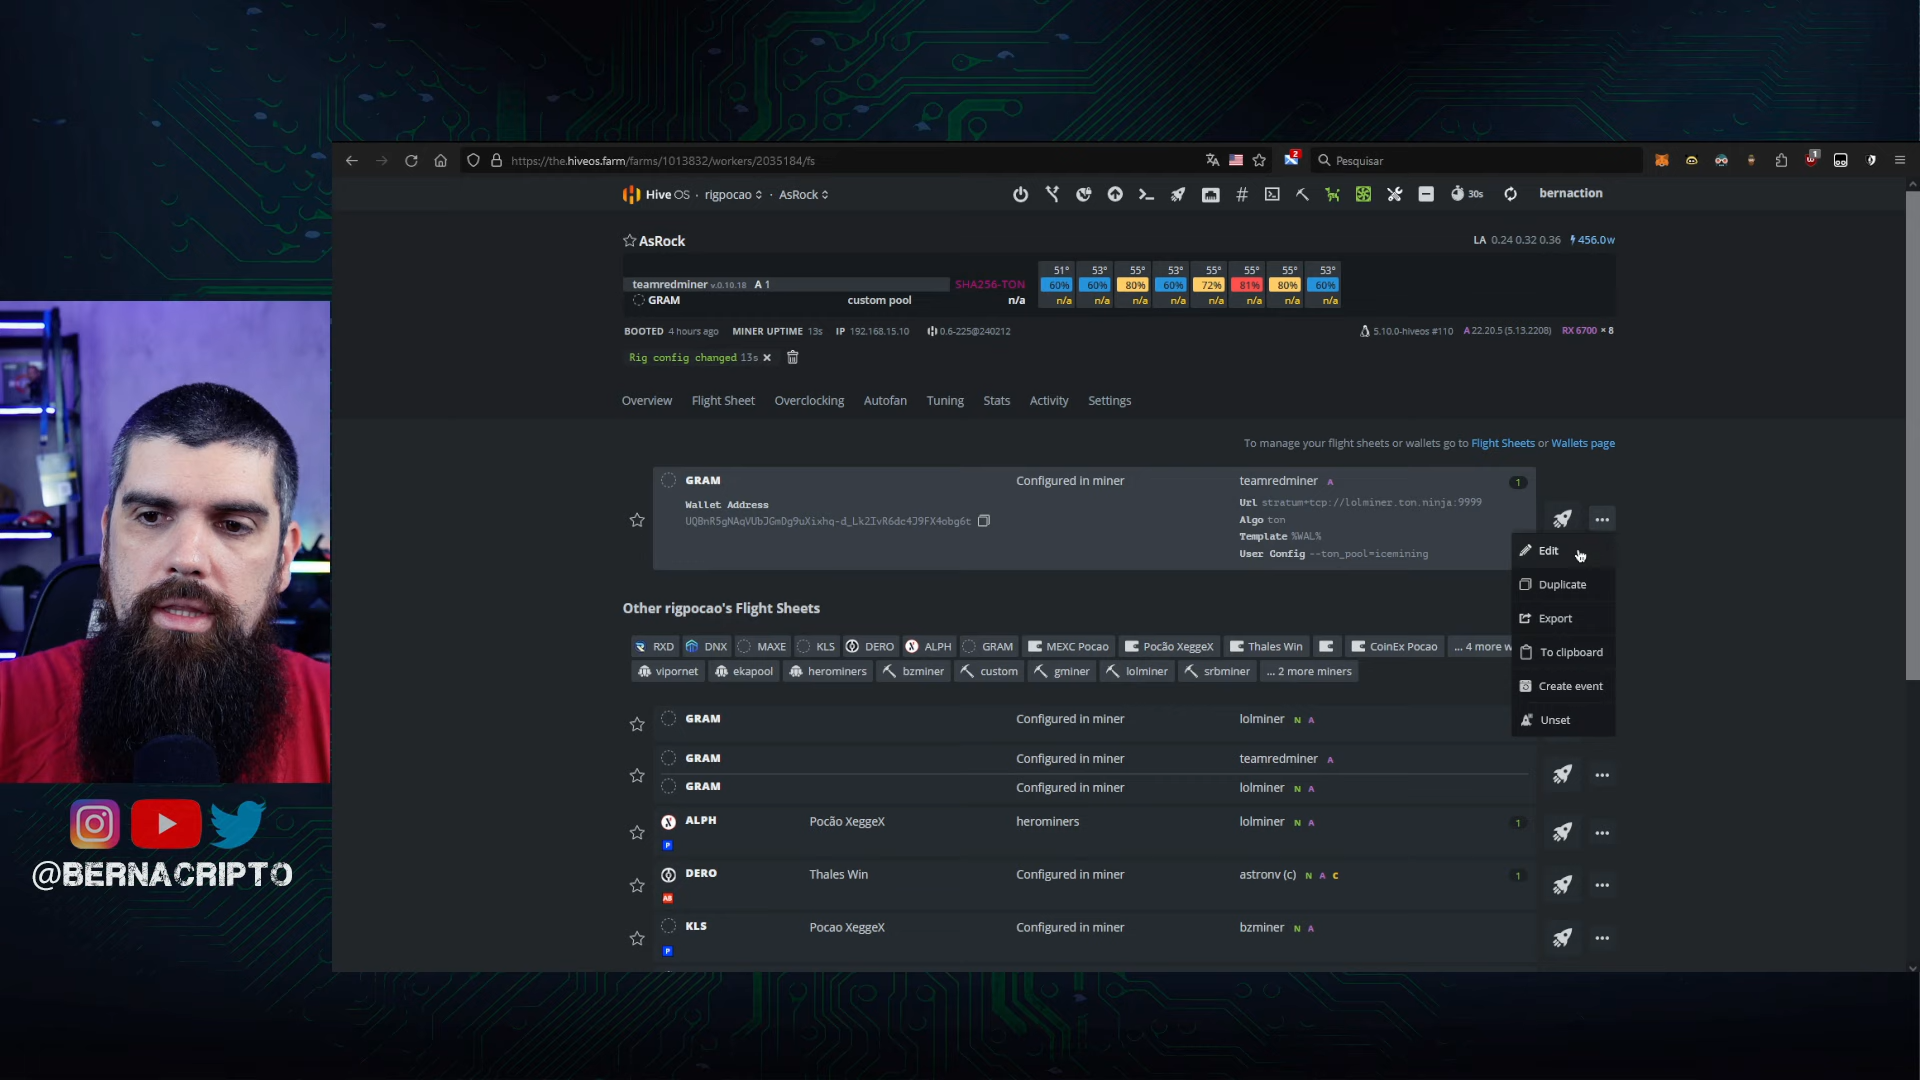 https://the.hiveos.farm/farms/1013832/workers/2035184/fs
2
Pesquisar
1
Hive OS · rigpocao · AsRock
30s
bernaction
AsRock
LA 0.24 0.32 0.36 456.0w
teamredminer v.0.10.18 A 1
SHA256-TON
GRAM
custom pool
n/a
51° 53° 55° 53° 55° 55° 55° 53°
60% 60% 80% 60% 72% 81% 80% 60%
n/a n/a n/a n/a n/a n/a n/a n/a
BOOTED 4 hours ago MINER UPTIME 13s IP 192.168.15.10 0.6-225@240212
5.10.0-hiveos #110 A 22.20.5 (5.13.2208) RX 6700 × 8
Rig config changed 13s ×
Overview Flight Sheet Overclocking Autofan Tuning Stats Activity Settings
To manage your flight sheets or wallets go to Flight Sheets or Wallets page
GRAM Configured in miner teamredminer A 1
Wallet Address
UQBnR5gNAqVUbJGmDg9uXixhq-d_Lk2IvR6dc4J9FX4obg6t
Url stratum+tcp://lolminer.ton.ninja:9999
Algo ton
Template %WAL%
User Config --ton_pool=icemining
Edit
Duplicate
Export
To clipboard
Create event
Unset
Other rigpocao's Flight Sheets
RXD DNX MAXE KLS DERO ALPH GRAM MEXC Pocao Pocão XeggeX Thales Win CoinEx Pocao ... 4 more w
vipornet ekapool herominers bzminer custom gminer lolminer srbminer ... 2 more miners
GRAM Configured in miner lolminer N A
GRAM Configured in miner teamredminer A
GRAM Configured in miner lolminer N A
ALPH Pocão XeggeX herominers lolminer N A 1
P
DERO Thales Win Configured in miner astronv (c) N A C 1
AB
KLS Pocao XeggeX Configured in miner bzminer N A
P
@BERNACRIPTO